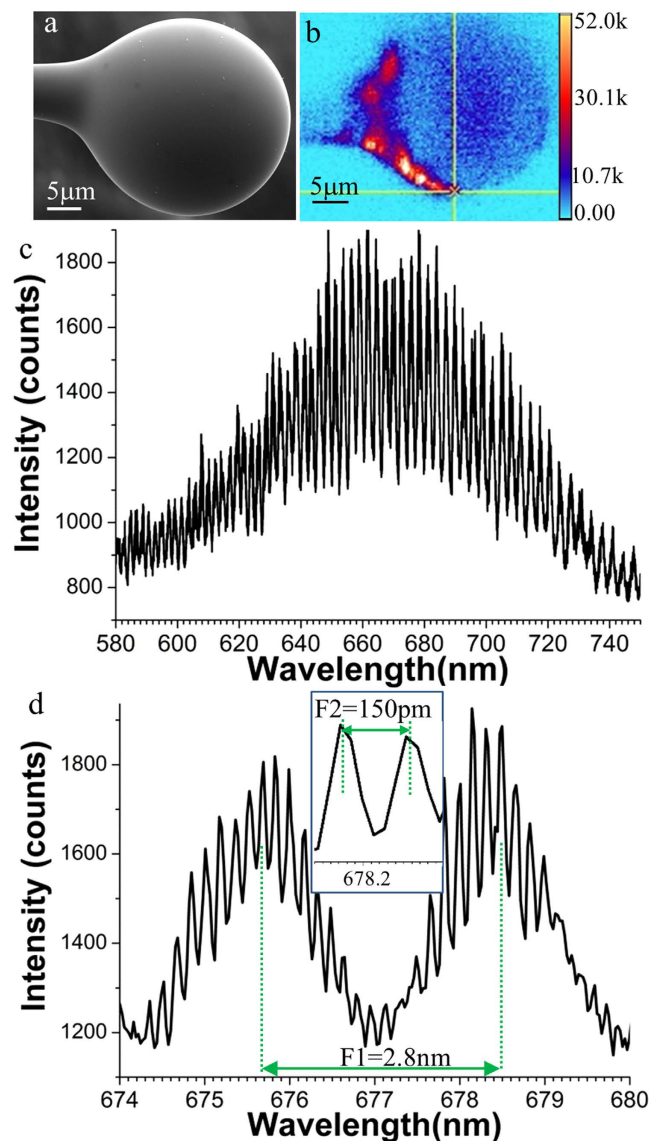 a
5μm
b
5μm
52.0k
30.1k
10.7k
0.00
c
Intensity (counts)
1800
1600
1400
1200
1000
800
580 600 620 640 660 680 700 720 740
Wavelength(nm)
d
Intensity (counts)
1800
1600
1400
1200
F2=150pm
678.2
F1=2.8nm
674 675 676 677 678 679 680
Wavelength(nm)